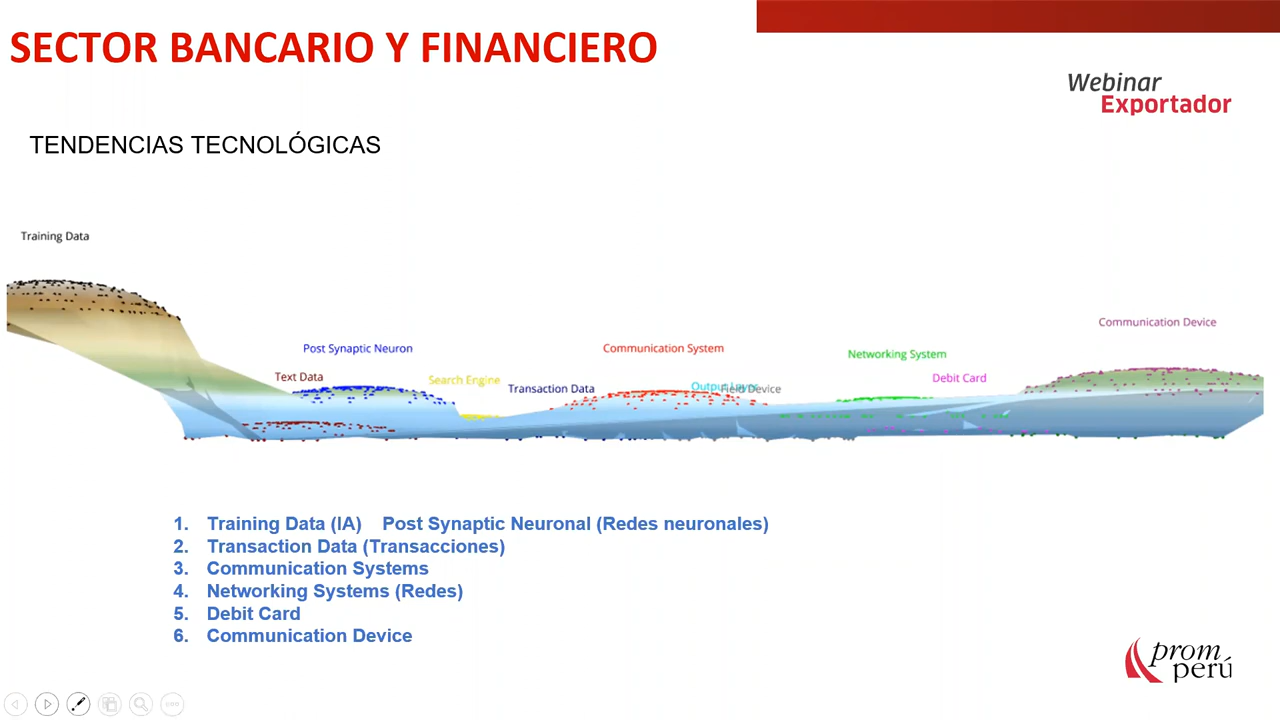 SECTOR BANCARIO Y FINANCIERO
Webinar
Exportador
TENDENCIAS TECNOLÓGICAS
Training Data
Communication Device
Post Synaptic Neuron
Communication System
Networking System
Text Data
Search Engine
Transaction Data
Output
Field Device
Debit Card
1. Training Data (IA) Post Synaptic Neuronal (Redes neuronales)
2. Transaction Data (Transacciones)
3. Communication Systems
4. Networking Systems (Redes)
5. Debit Card
6. Communication Device
prom
perú